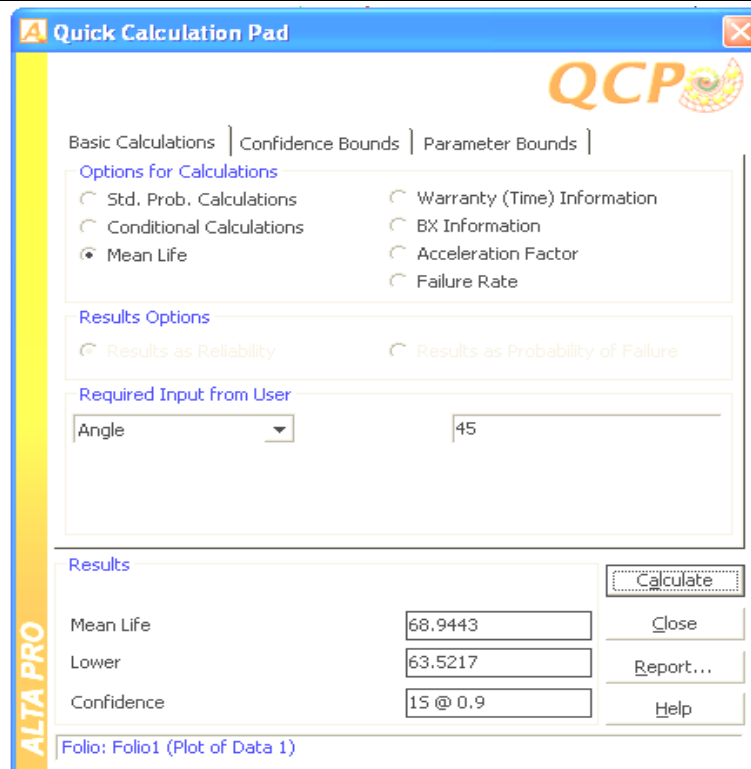 Quick Calculation Pad
QCP
Basic Calculations Confidence Bounds Parameter Bounds
Options for Calculations
Std. Prob. Calculations Warranty (Time) Information
Conditional Calculations BX Information
Mean Life Acceleration Factor
Failure Rate
Results Options
Results as Reliability Results as Probability of Failure
Required Input from User
Angle 45
Results
Calculate
Mean Life 68.9443 Close
Lower 63.5217 Report...
Confidence 1S @ 0.9 Help
ALTA PRO
Folio: Folio1 (Plot of Data 1)